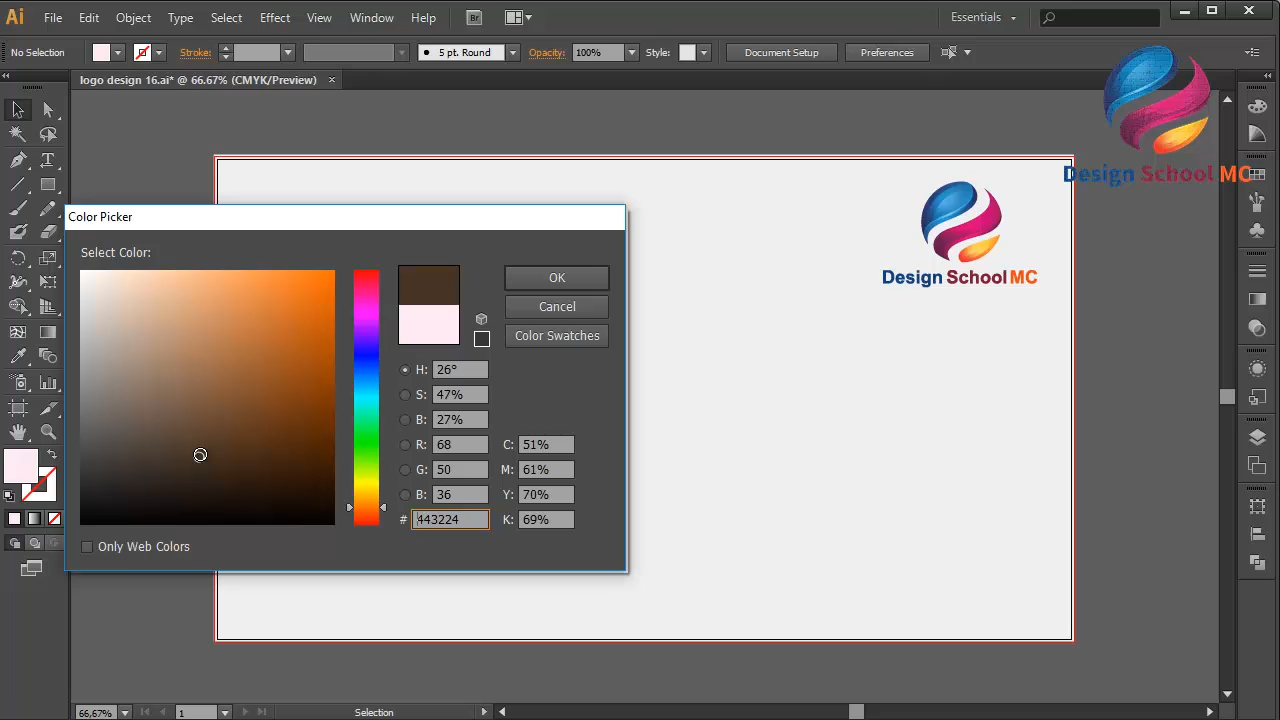 Ai File Edit Object Type Select Effect View Window Help Br Essentials
No Selection Stroke: 5 pt. Round Opacity: 100% Style: Document Setup Preferences
logo design 16.ai* @ 66.67% (CMYK/Preview) ×
Design School MC
Color Picker
Select Color:
OK
Cancel
Color Swatches
H: 26°
S: 47%
B: 27%
R: 68 C: 51%
G: 50 M: 61%
B: 36 Y: 70%
# 443224 K: 69%
Only Web Colors
Design School MC
66,67% 1 Selection